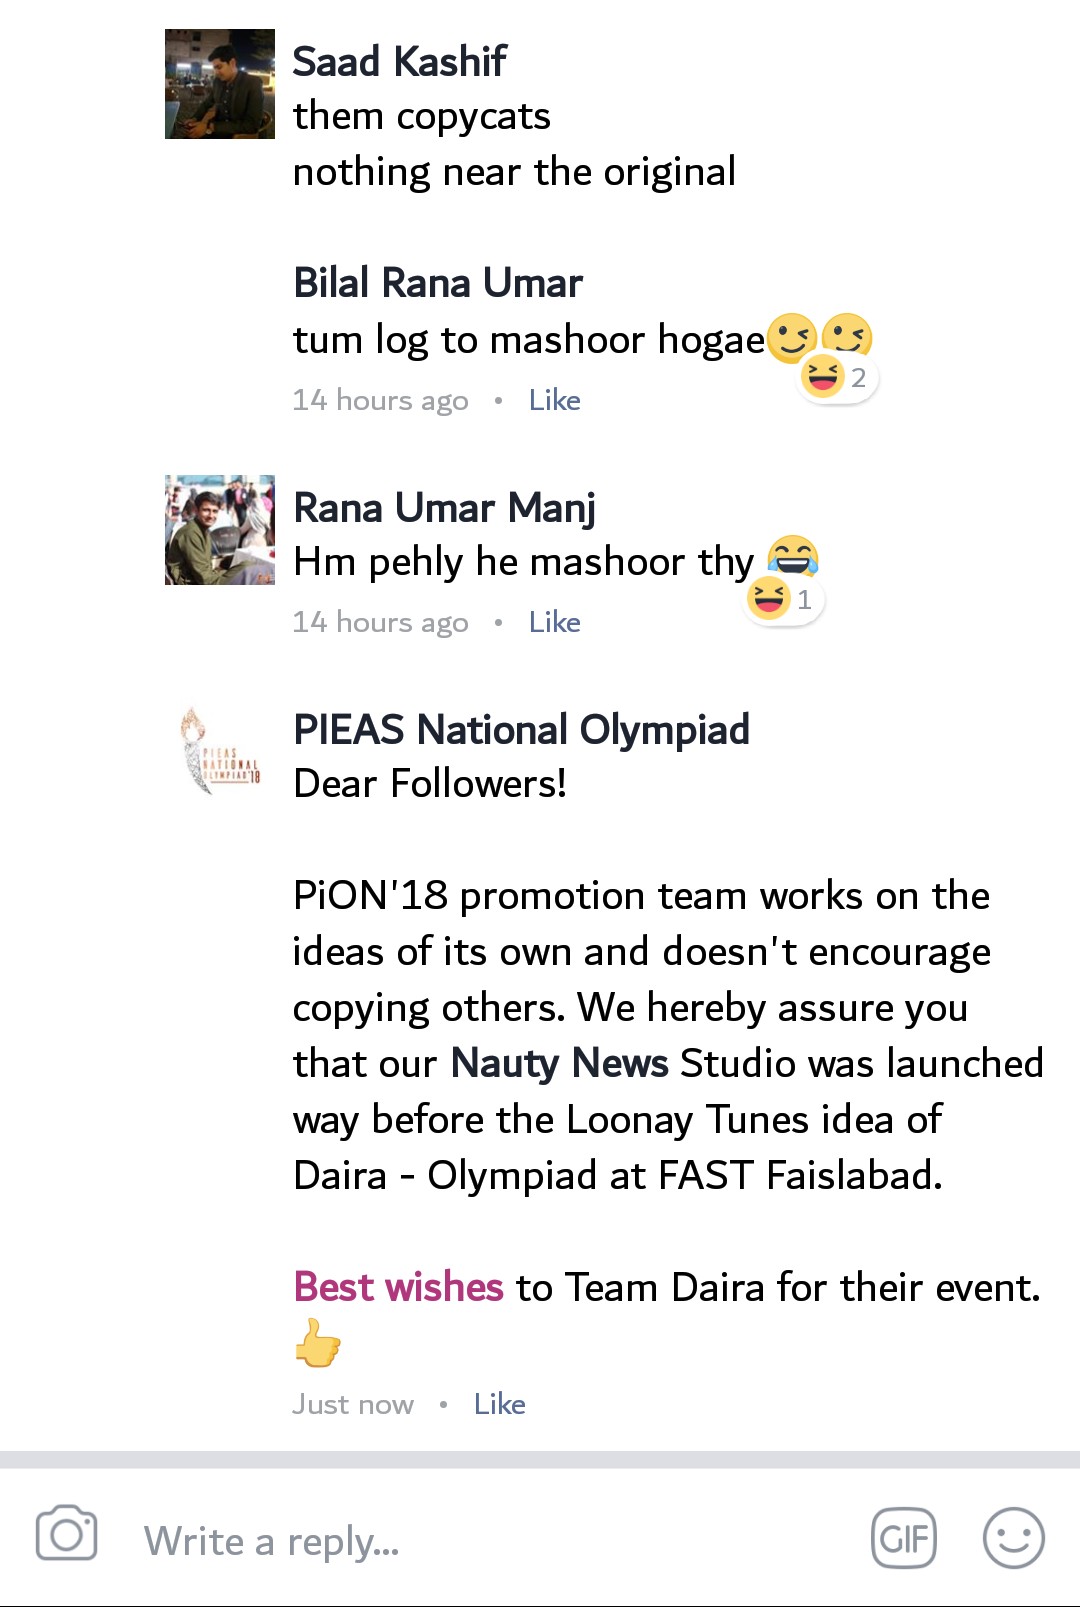 Saad Kashif
them copycats
nothing near the original
Bilal Rana Umar
tum log to mashoor hogae😉😉
😆 2
14 hours ago • Like
Rana Umar Manj
Hm pehly he mashoor thy 😂
😆 1
14 hours ago • Like
PIEAS
NATIONAL
OLYMPIAD'18
PIEAS National Olympiad
Dear Followers!
PiON'18 promotion team works on the
ideas of its own and doesn't encourage
copying others. We hereby assure you
that our Nauty News Studio was launched
way before the Loonay Tunes idea of
Daira - Olympiad at FAST Faislabad.
Best wishes to Team Daira for their event.
👍
Just now • Like
Write a reply...
GIF